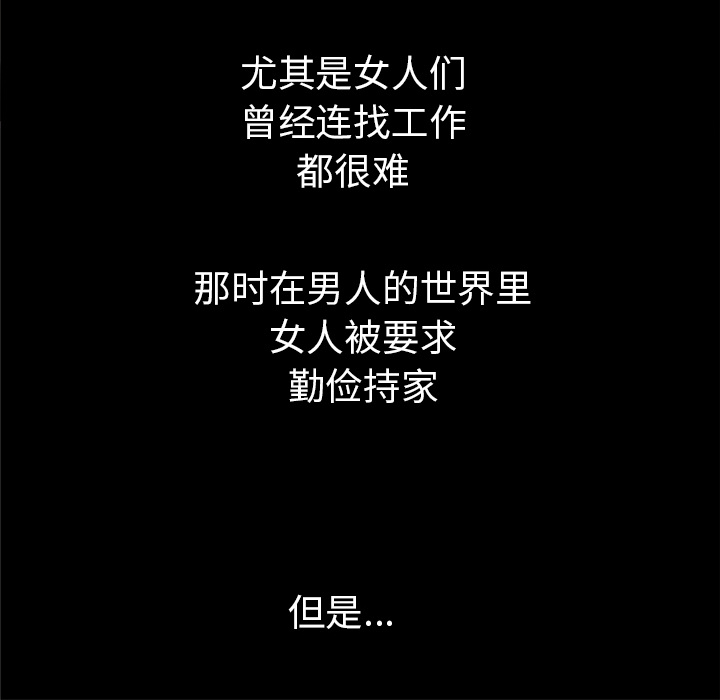 尤其是女人们
曾经连找工作
都很难
那时在男人的世界里
女人被要求
勤俭持家
但是...